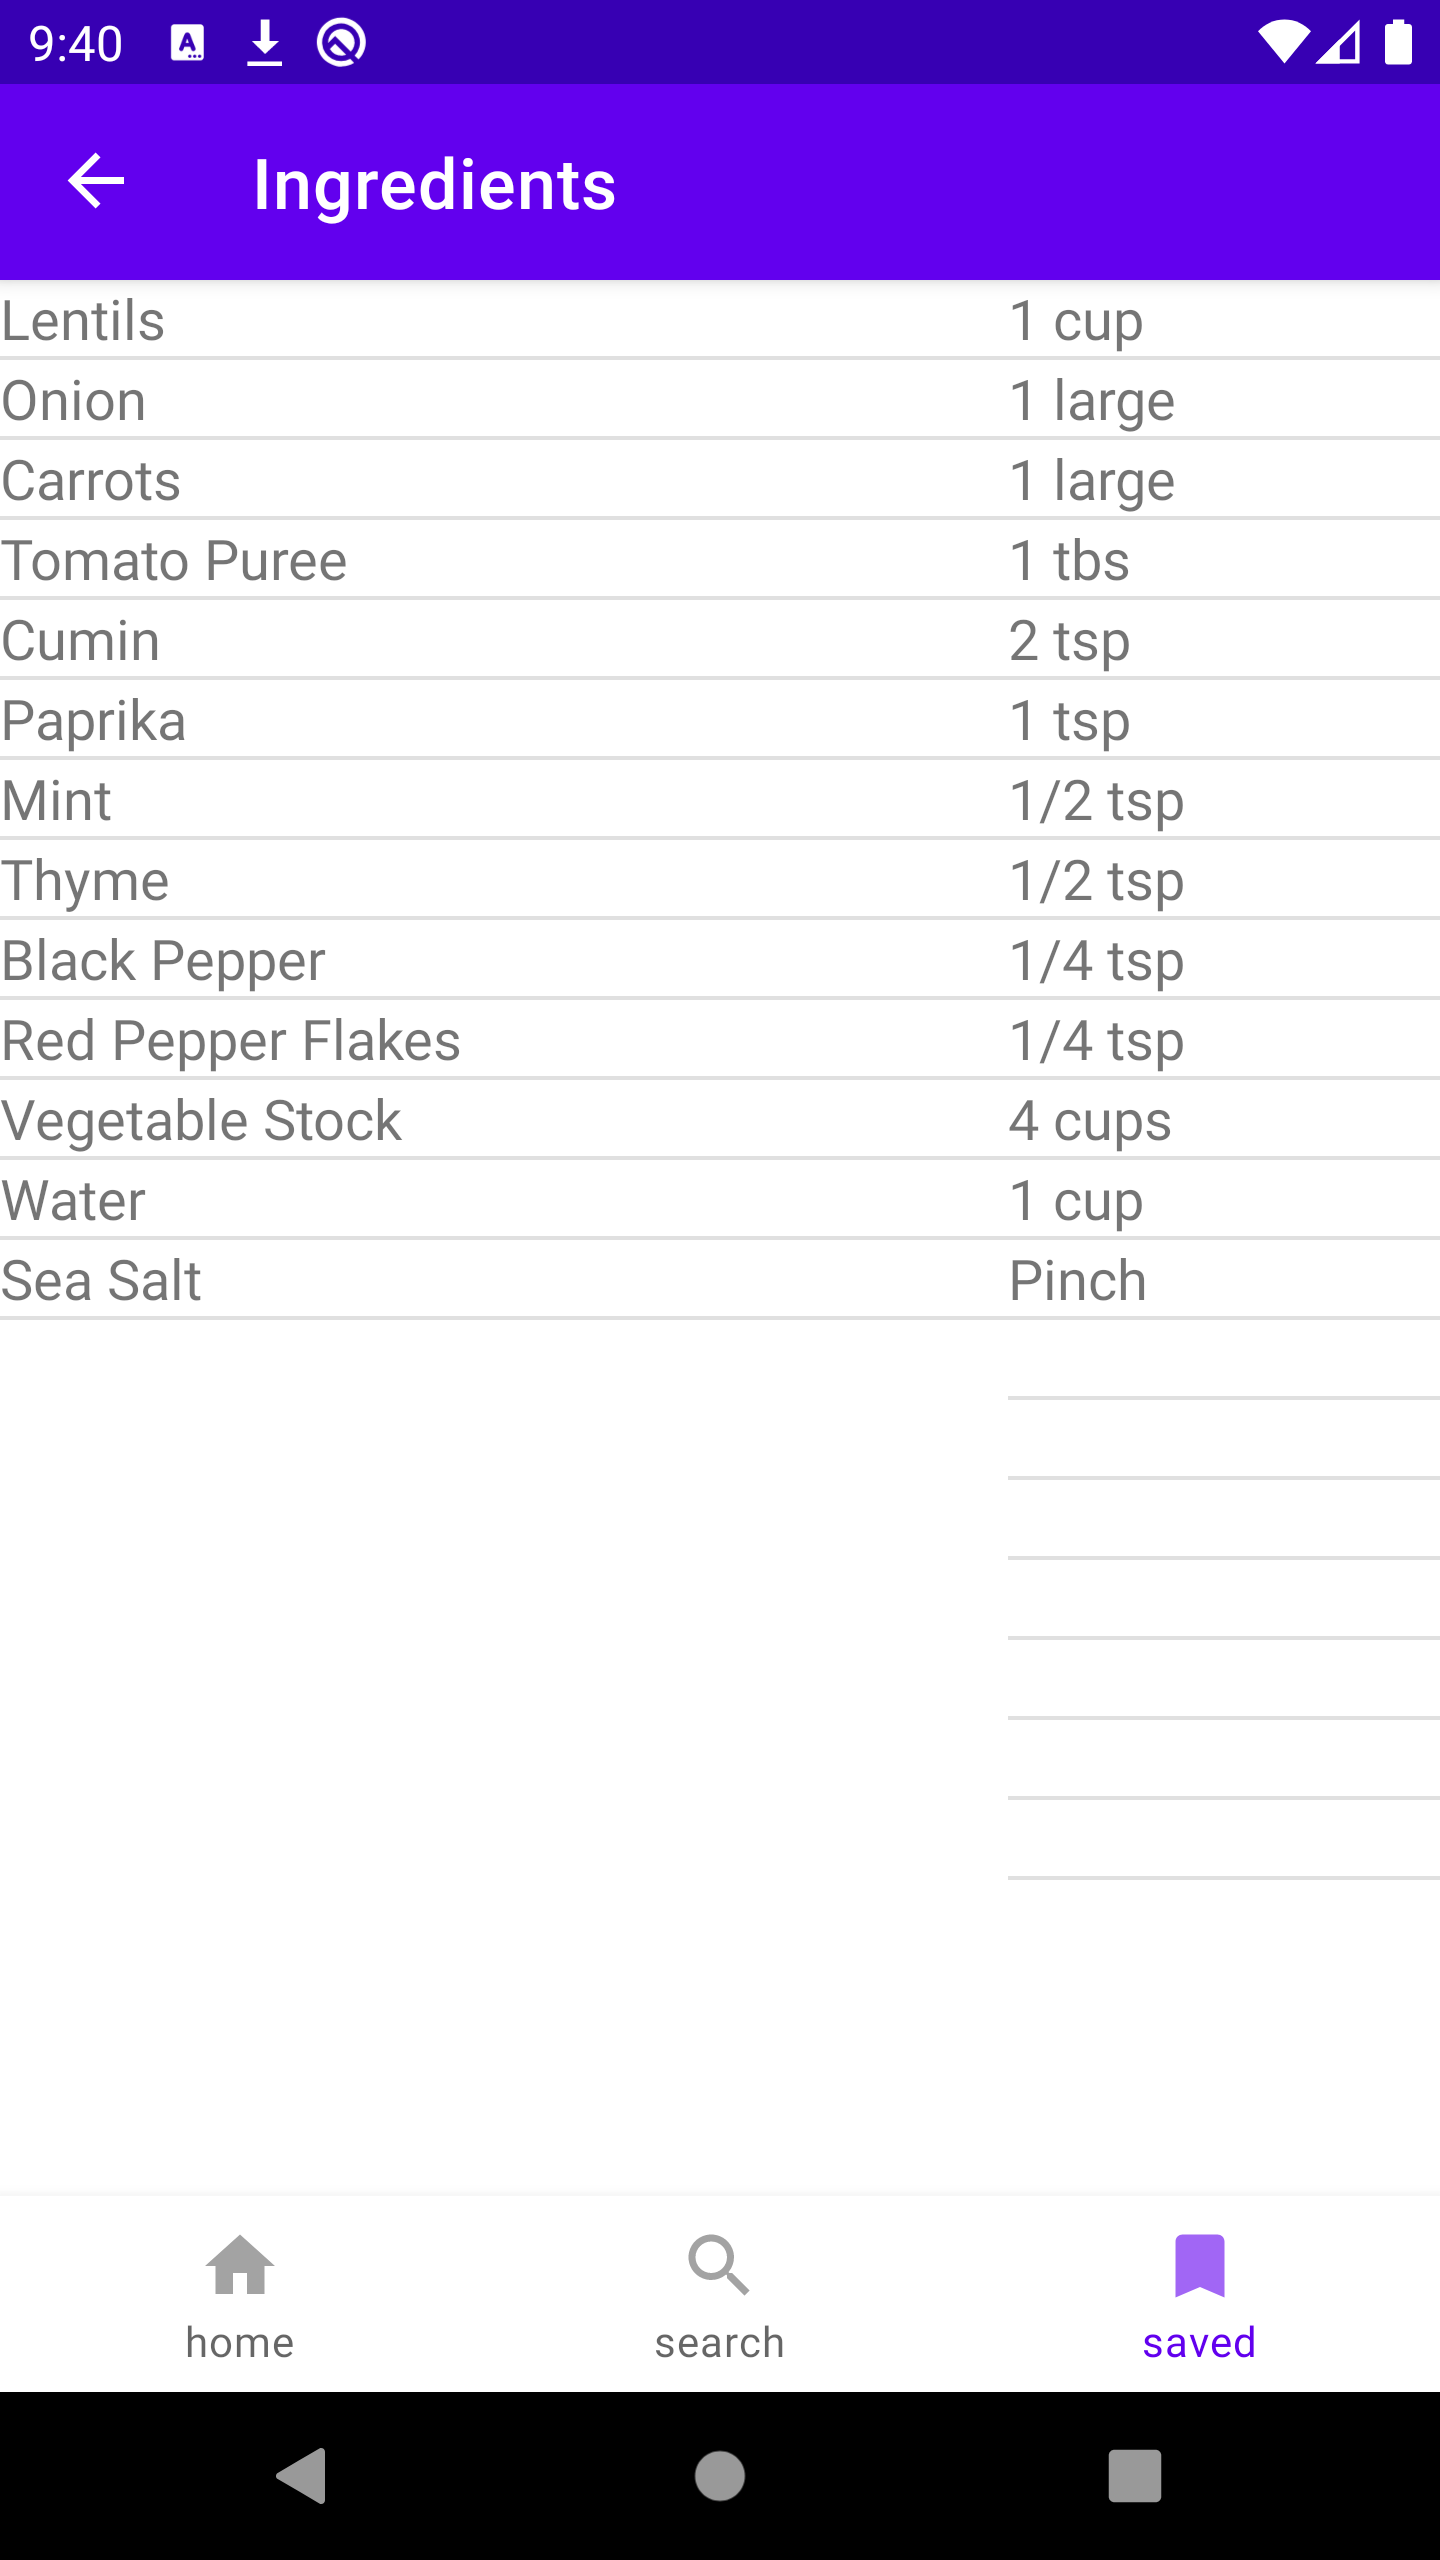 9:40
Ingredients
Lentils 1 cup
Onion 1 large
Carrots 1 large
Tomato Puree 1 tbs
Cumin 2 tsp
Paprika 1 tsp
Mint 1/2 tsp
Thyme 1/2 tsp
Black Pepper 1/4 tsp
Red Pepper Flakes 1/4 tsp
Vegetable Stock 4 cups
Water 1 cup
Sea Salt Pinch
home search saved